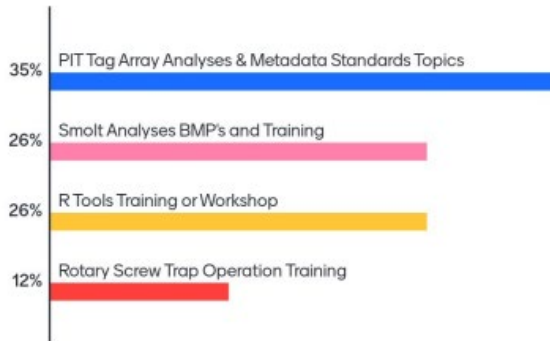 PIT Tag Array Analyses & Metadata Standards Topics
35%
Smolt Analyses BMP's and Training
26%
R Tools Training or Workshop
26%
Rotary Screw Trap Operation Training
12%